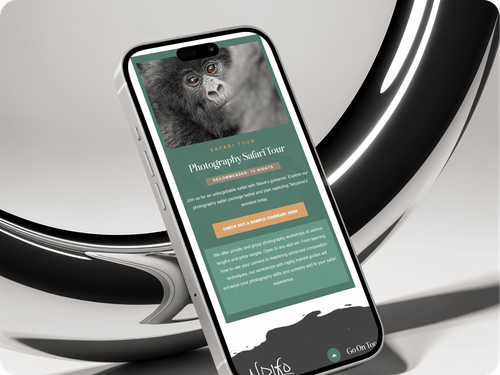 SAFARI TOUR
Photography Safari Tour
RECOMMENDED: 13 NIGHTS
Join us for an unforgettable safari with Steve's guidance. Explore our
photography safari package below and start capturing Tanzania's
wonders today.
CHECK OUT A SAMPLE ITINERARY HERE
We offer private and group photography workshops of various
lengths and price ranges. Open to any skill set. From learning
how to use your camera to mastering advanced composition
techniques, our workshops with highly trained guides will
enhance your photography skills and certainly add to your safari
experience.
Go On Tou